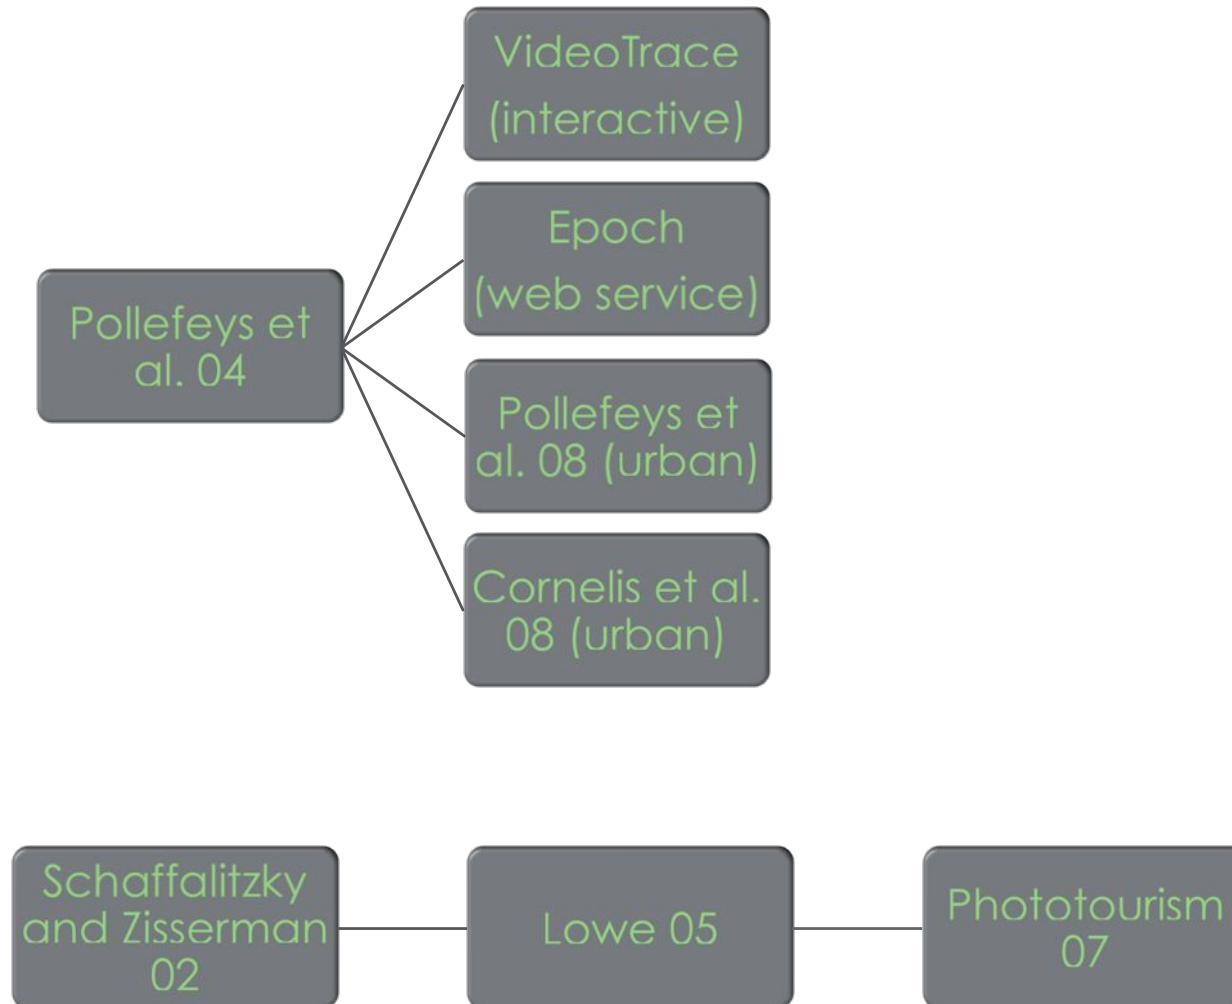 VideoTrace
(interactive)
Epoch
(web service)
Pollefeys et
al. 04
Pollefeys et
al. 08 (urban)
Cornelis et al.
08 (urban)
Schaffalitzky
and Zisserman
02
Lowe 05
Phototourism
07